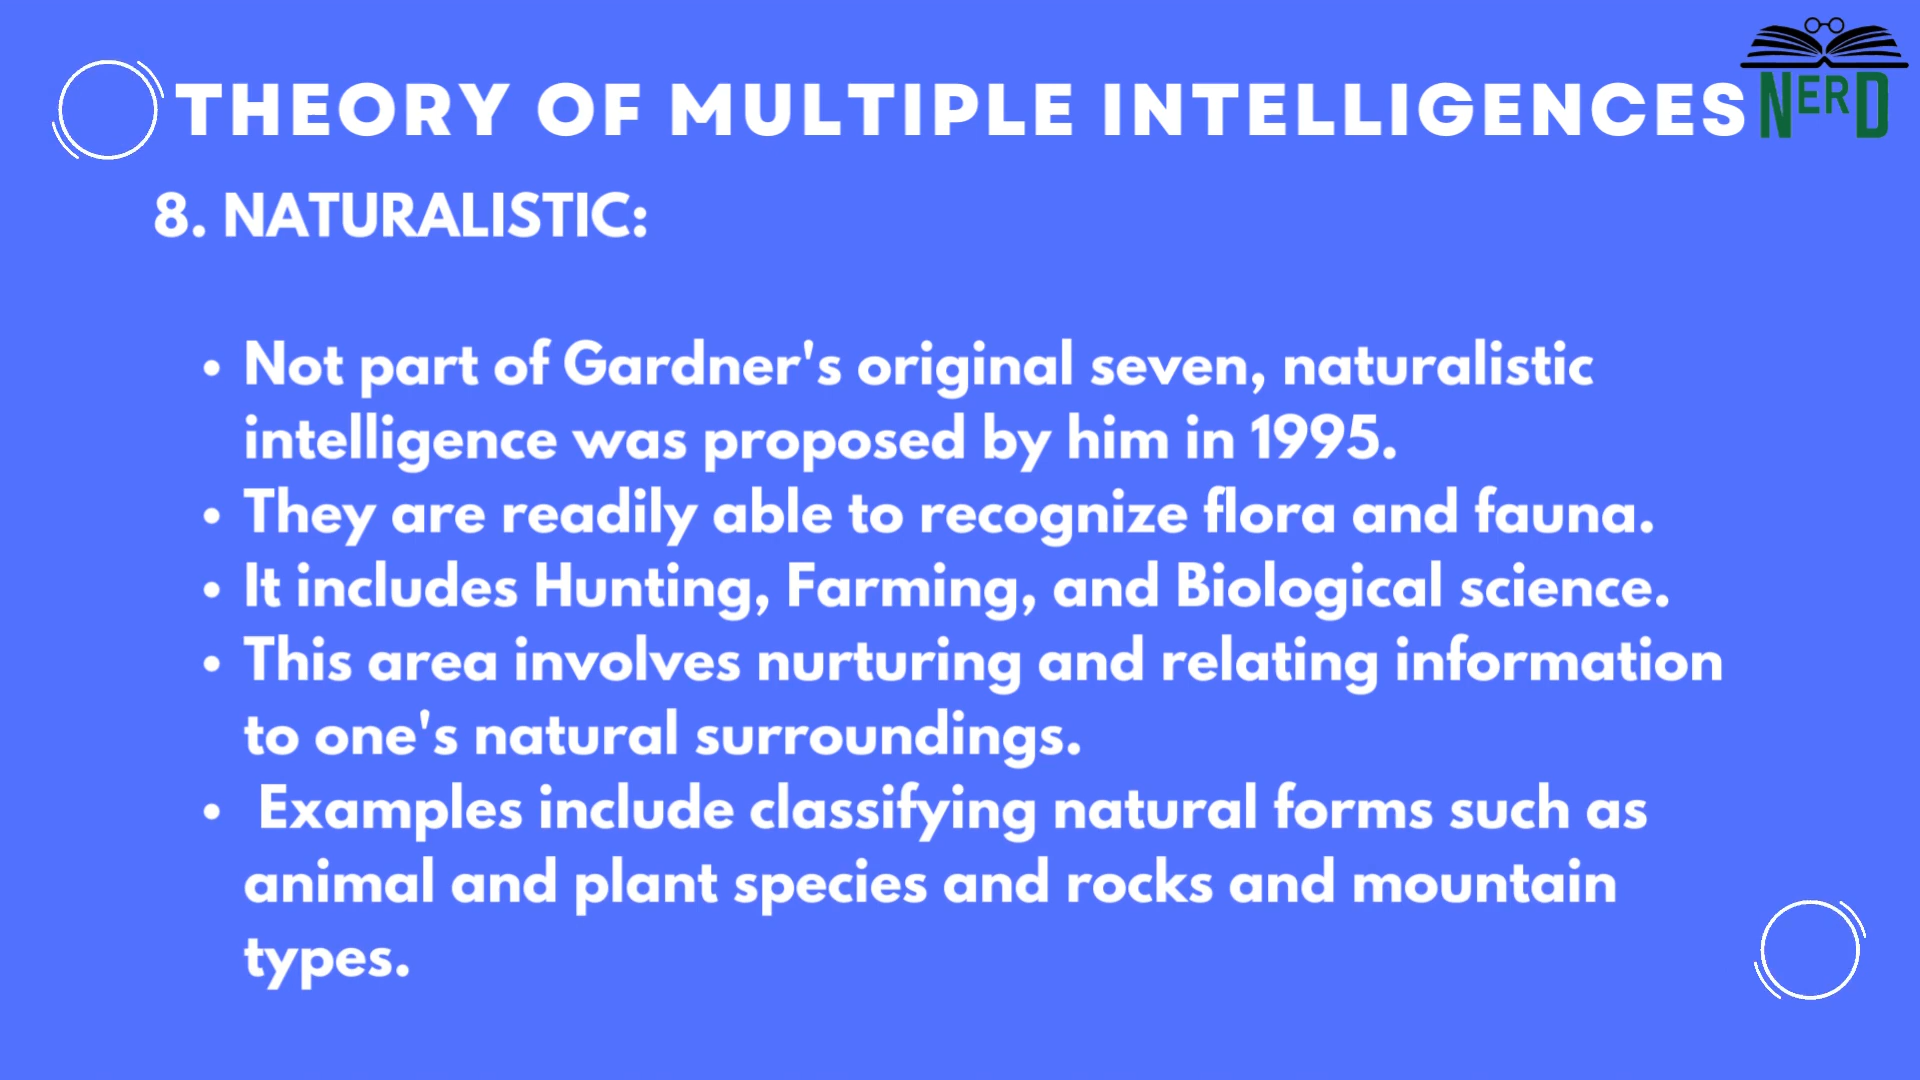 THEORY OF MULTIPLE INTELLIGENCES
NERD
8. NATURALISTIC:
• Not part of Gardner's original seven, naturalistic
intelligence was proposed by him in 1995.
• They are readily able to recognize flora and fauna.
• It includes Hunting, Farming, and Biological science.
• This area involves nurturing and relating information
to one's natural surroundings.
• Examples include classifying natural forms such as
animal and plant species and rocks and mountain
types.